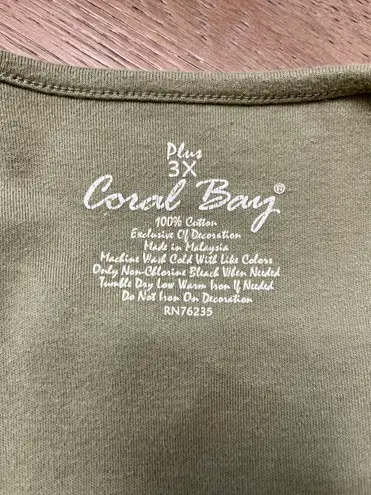 Plus
3X
Coral Bay®
100% Cotton
Exclusive Of Decoration
Made in Malaysia
Machine Wash Cold With Like Colors
Only Non-Chlorine Bleach When Needed
Tumble Dry Low Warm Iron If Needed
Do Not Iron On Decoration
RN76235